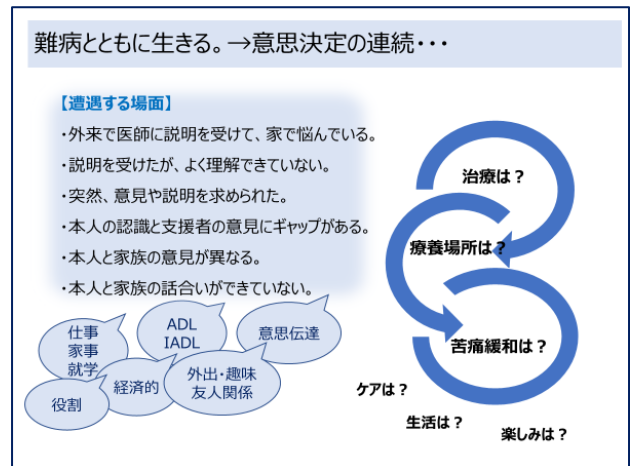 難病とともに生きる。→意思決定の連続・・・
【遭遇する場面】
・外来で医師に説明を受けて、家で悩んでいる。
・説明を受けたが、よく理解できていない。
・突然、意見や説明を求められた。
・本人の認識と支援者の意見にギャップがある。
・本人と家族の意見が異なる。
・本人と家族の話合いができていない。
仕事
家事
就学
ADL
IADL
意思伝達
役割
経済的
外出・趣味
友人関係
治療は？
療養場所は？
苦痛緩和は？
ケアは？
生活は？
楽しみは？